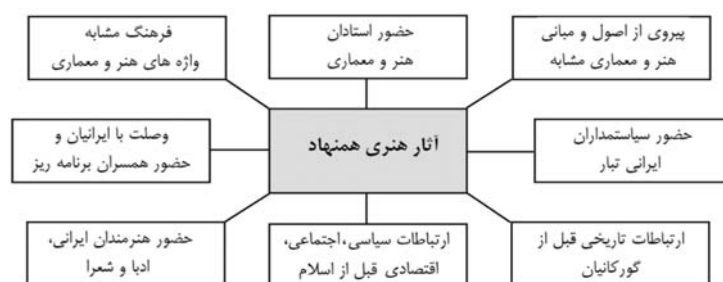 پیروی از اصول و مبانی
هنر و معماری مشابه
حضور استادان
هنر و معماری
فرهنگ مشابه
واژه های هنر و معماری
حضور سیاستمداران
ایرانی تبار
آثار هنری همنهاد
وصلت با ایرانیان و
حضور همسران برنامه ریز
ارتباطات تاریخی قبل از
گورکانیان
ارتباطات سیاسی،اجتماعی،
اقتصادی قبل از اسلام
حضور هنرمندان ایرانی،
ادبا و شعرا